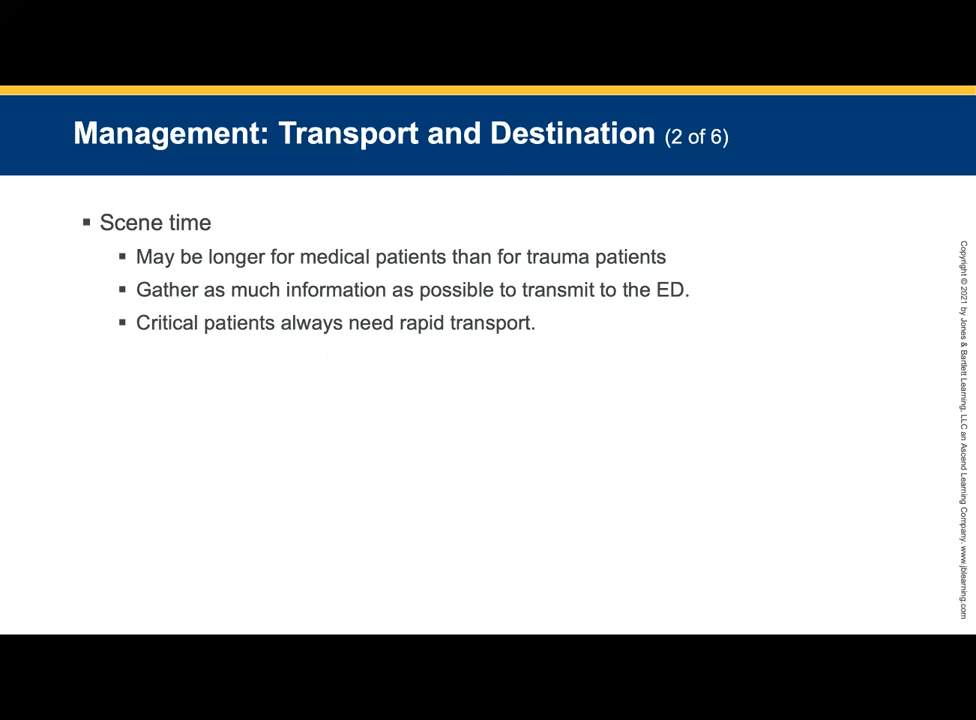 Management: Transport and Destination (2 of 6)
▪ Scene time
▪ May be longer for medical patients than for trauma patients
▪ Gather as much information as possible to transmit to the ED.
▪ Critical patients always need rapid transport.
Copyright © 2021 by Jones & Bartlett Learning, LLC an Ascend Learning Company. www.jblearning.com